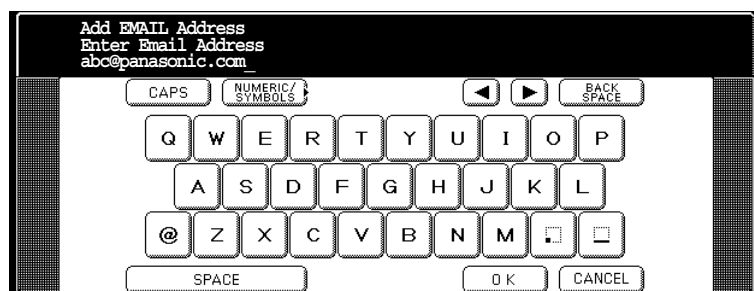 Add EMAIL Address
Enter Email Address
abc@panasonic.com_
CAPS NUMERIC/ SYMBOLS BACK SPACE
Q W E R T Y U I O P
A S D F G H J K L
@ Z X C V B N M . _
SPACE OK CANCEL